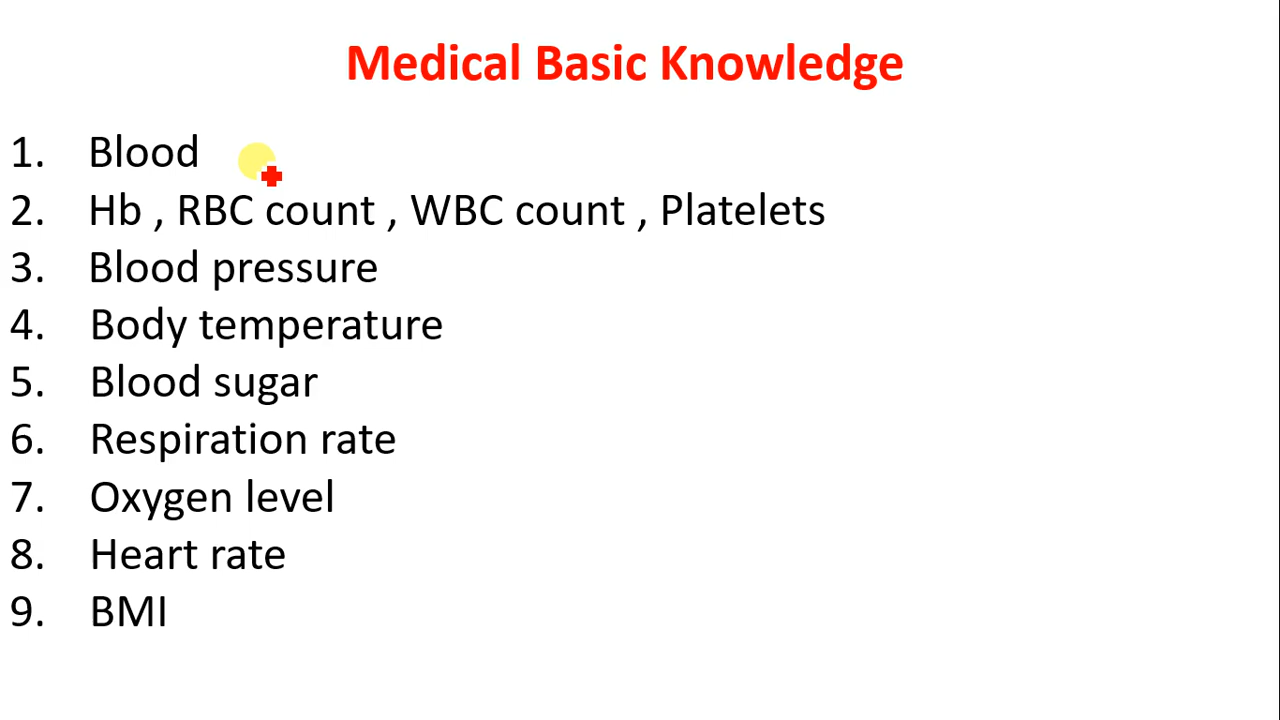 Medical Basic Knowledge
1. Blood
2. Hb , RBC count , WBC count , Platelets
3. Blood pressure
4. Body temperature
5. Blood sugar
6. Respiration rate
7. Oxygen level
8. Heart rate
9. BMI